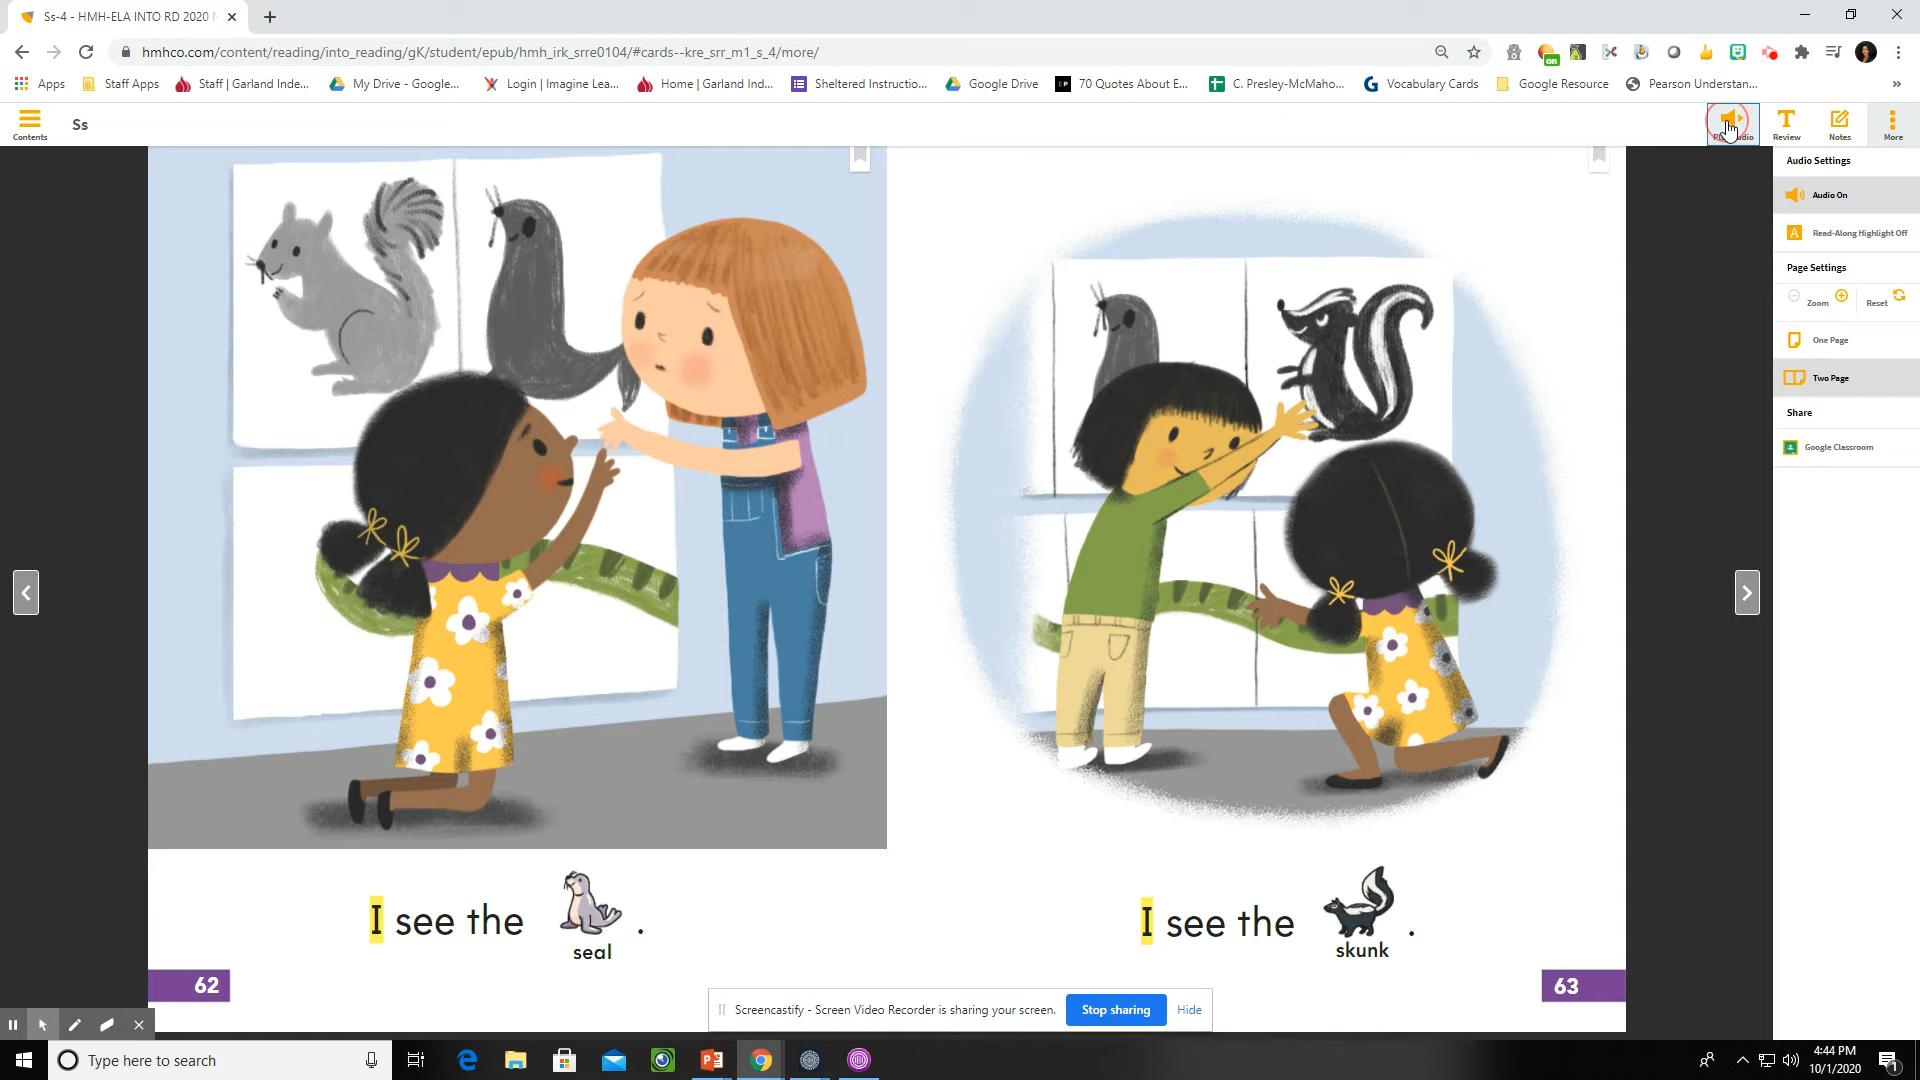 Ss-4 - HMH-ELA INTO RD 2020 N
hmhco.com/content/reading/into_reading/gK/student/epub/hmh_irk_srre0104/#cards--kre_srr_m1_s_4/more/
on
Apps Staff Apps Staff | Garland Inde... My Drive - Google... Login | Imagine Lea... Home | Garland Ind... Sheltered Instructio... Google Drive EP 70 Quotes About E... C. Presley-McMaho... Vocabulary Cards Google Resource Pearson Understan... »
Contents
Ss
Review
Notes
More
Audio Settings
Audio On
A Read-Along Highlight Off
Page Settings
Zoom Reset
One Page
Two Page
Share
Google Classroom
I see the .
seal
62
I see the .
skunk
63
Screencastify - Screen Video Recorder is sharing your screen. Stop sharing Hide
Type here to search
4:44 PM
10/1/2020
1